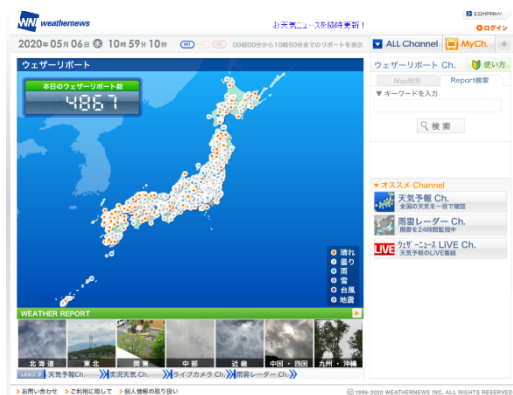 COMPANY
weathernews
お天気ニュースを随時更新！
ログイン
2020年05月06日 水 10時59分10秒
09時00分から10時50分までのリポートを表示
ALL Channel
MyCh.
ウェザーリポート
ウェザーリポート Ch.
使い方
本日のウェザーリポート数
4867
Map検索
Report検索
▼ キーワードを入力
検索
▼オススメ Channel
天気予報 Ch.
全国の天気を一目で確認
雨雲レーダー Ch.
雨雲を24時間監視中
LIVE
ウェザーニュース LIVE Ch.
天気予報のLIVE番組
晴れ
曇り
雨
雪
台風
地震
WEATHER REPORT
北海道
東北
関東
中部
近畿
中国・四国
九州・沖縄
天気予報Ch.
実況天気 Ch.
ライブカメラ Ch.
雨雲レーダー Ch.
お問い合わせ
ご利用に際して
個人情報の取り扱い
© 1996-2020 WEATHERNEWS INC. ALL RIGHTS RESERVED